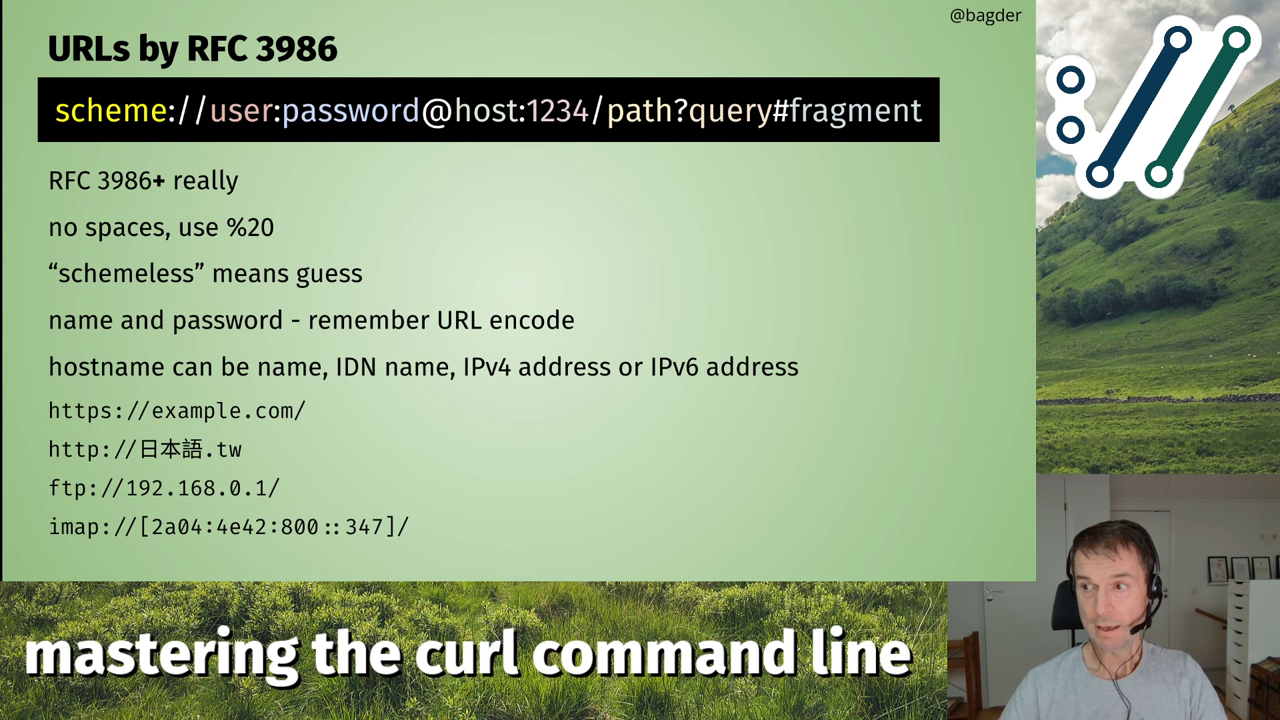 @bagder
URLs by RFC 3986
scheme://user:password@host:1234/path?query#fragment
RFC 3986+ really
no spaces, use %20
“schemeless” means guess
name and password - remember URL encode
hostname can be name, IDN name, IPv4 address or IPv6 address
https://example.com/
http://日本語.tw
ftp://192.168.0.1/
imap://[2a04:4e42:800::347]/
mastering the curl command line